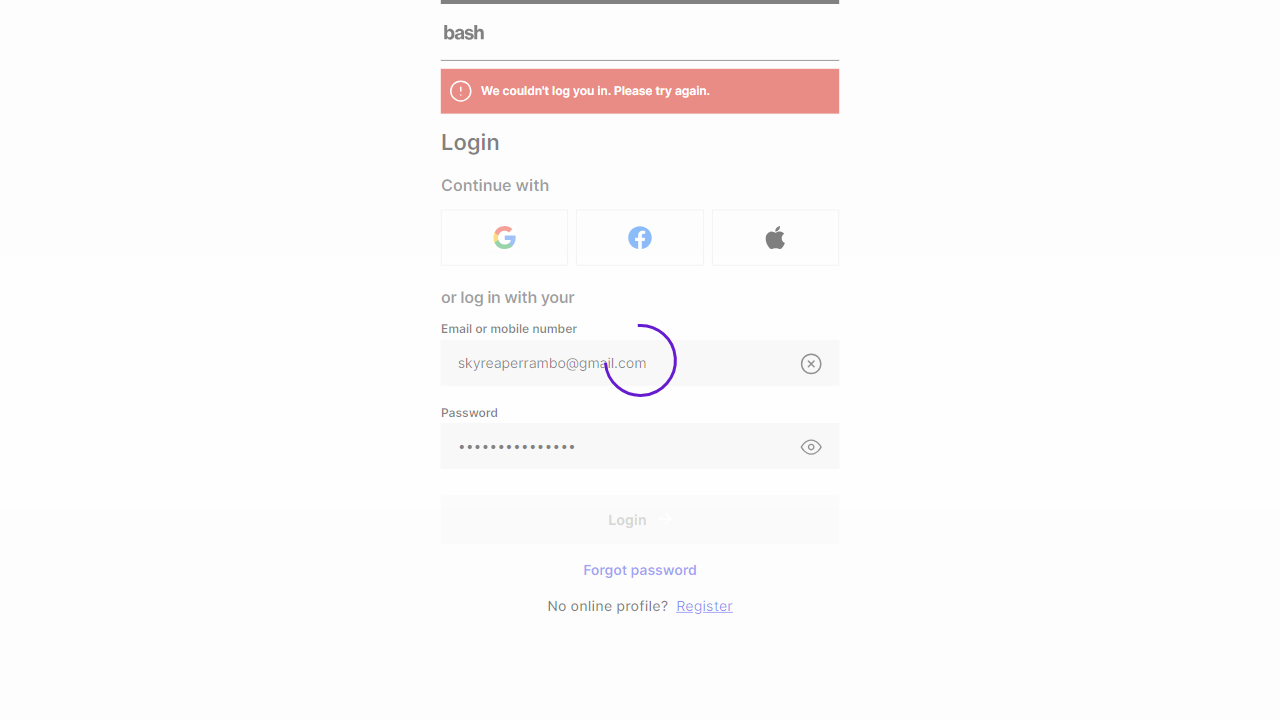 bash
We couldn't log you in. Please try again.
Login
Continue with
or log in with your
Email or mobile number
skyreaperrambo@gmail.com
Password
Login
Forgot password
No online profile? Register